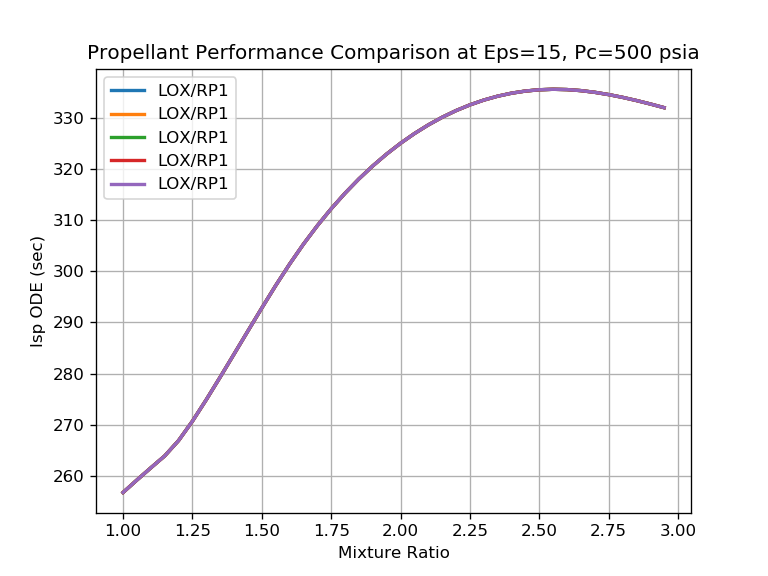 Propellant Performance Comparison at Eps=15, Pc=500 psia
LOX/RP1
LOX/RP1
LOX/RP1
LOX/RP1
LOX/RP1
Isp ODE (sec)
330
320
310
300
290
280
270
260
1.00 1.25 1.50 1.75 2.00 2.25 2.50 2.75 3.00
Mixture Ratio